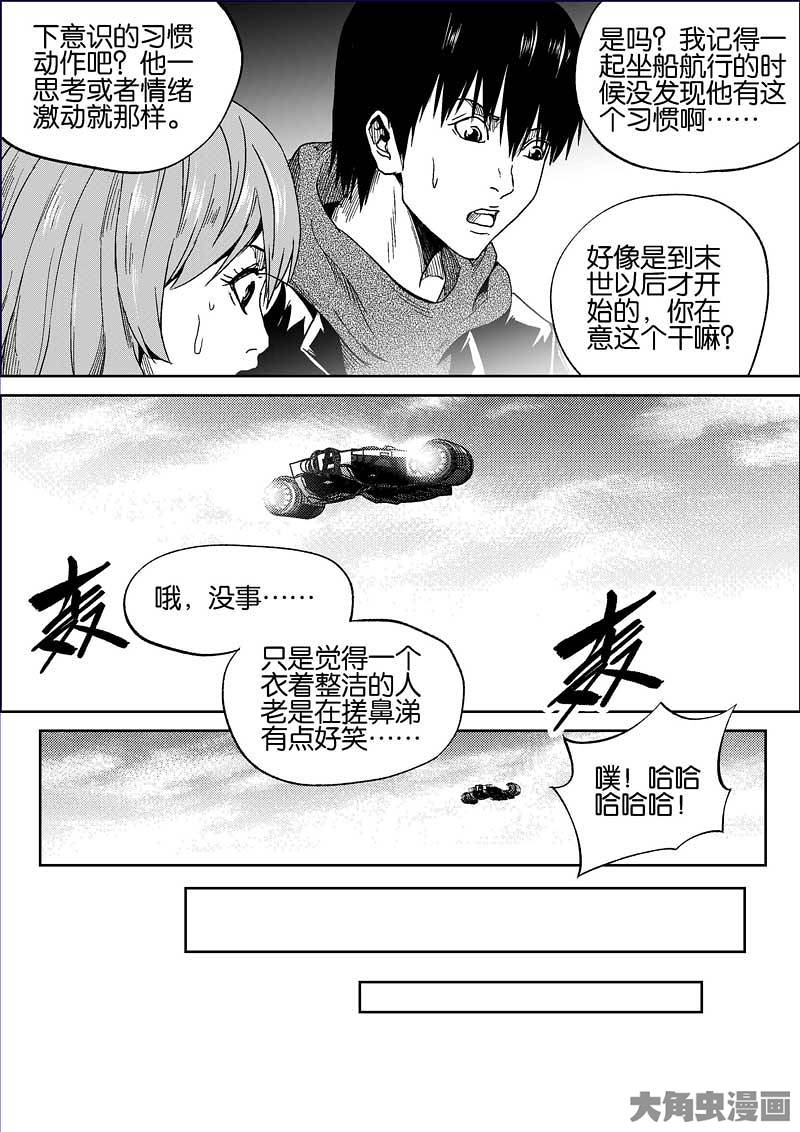 下意识的习惯
动作吧？他一
思考或者情绪
激动就那样。
是吗？我记得一
起坐船航行的时
候没发现他有这
个习惯啊……
好像是到末
世以后才开
始的，你在
意这个干嘛？
轰
哦，没事……
只是觉得一个
衣着整洁的人
老是在搓鼻涕
有点好笑……
轰
噗！哈哈
哈哈哈！
大角虫漫画